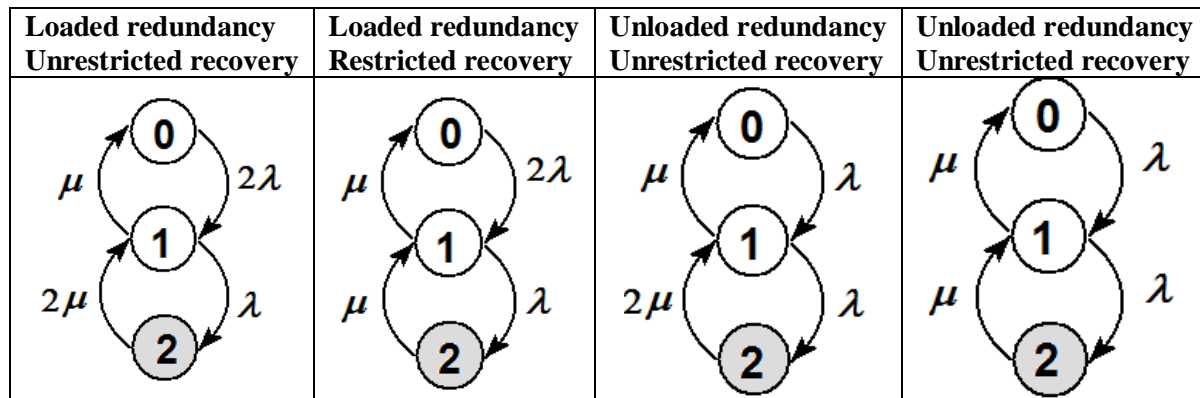 Loaded redundancy
Unrestricted recovery
Loaded redundancy
Restricted recovery
Unloaded redundancy
Unrestricted recovery
Unloaded redundancy
Unrestricted recovery
0
μ
2λ
1
2μ
λ
2
0
μ
2λ
1
μ
λ
2
0
μ
λ
1
2μ
λ
2
0
μ
λ
1
μ
λ
2